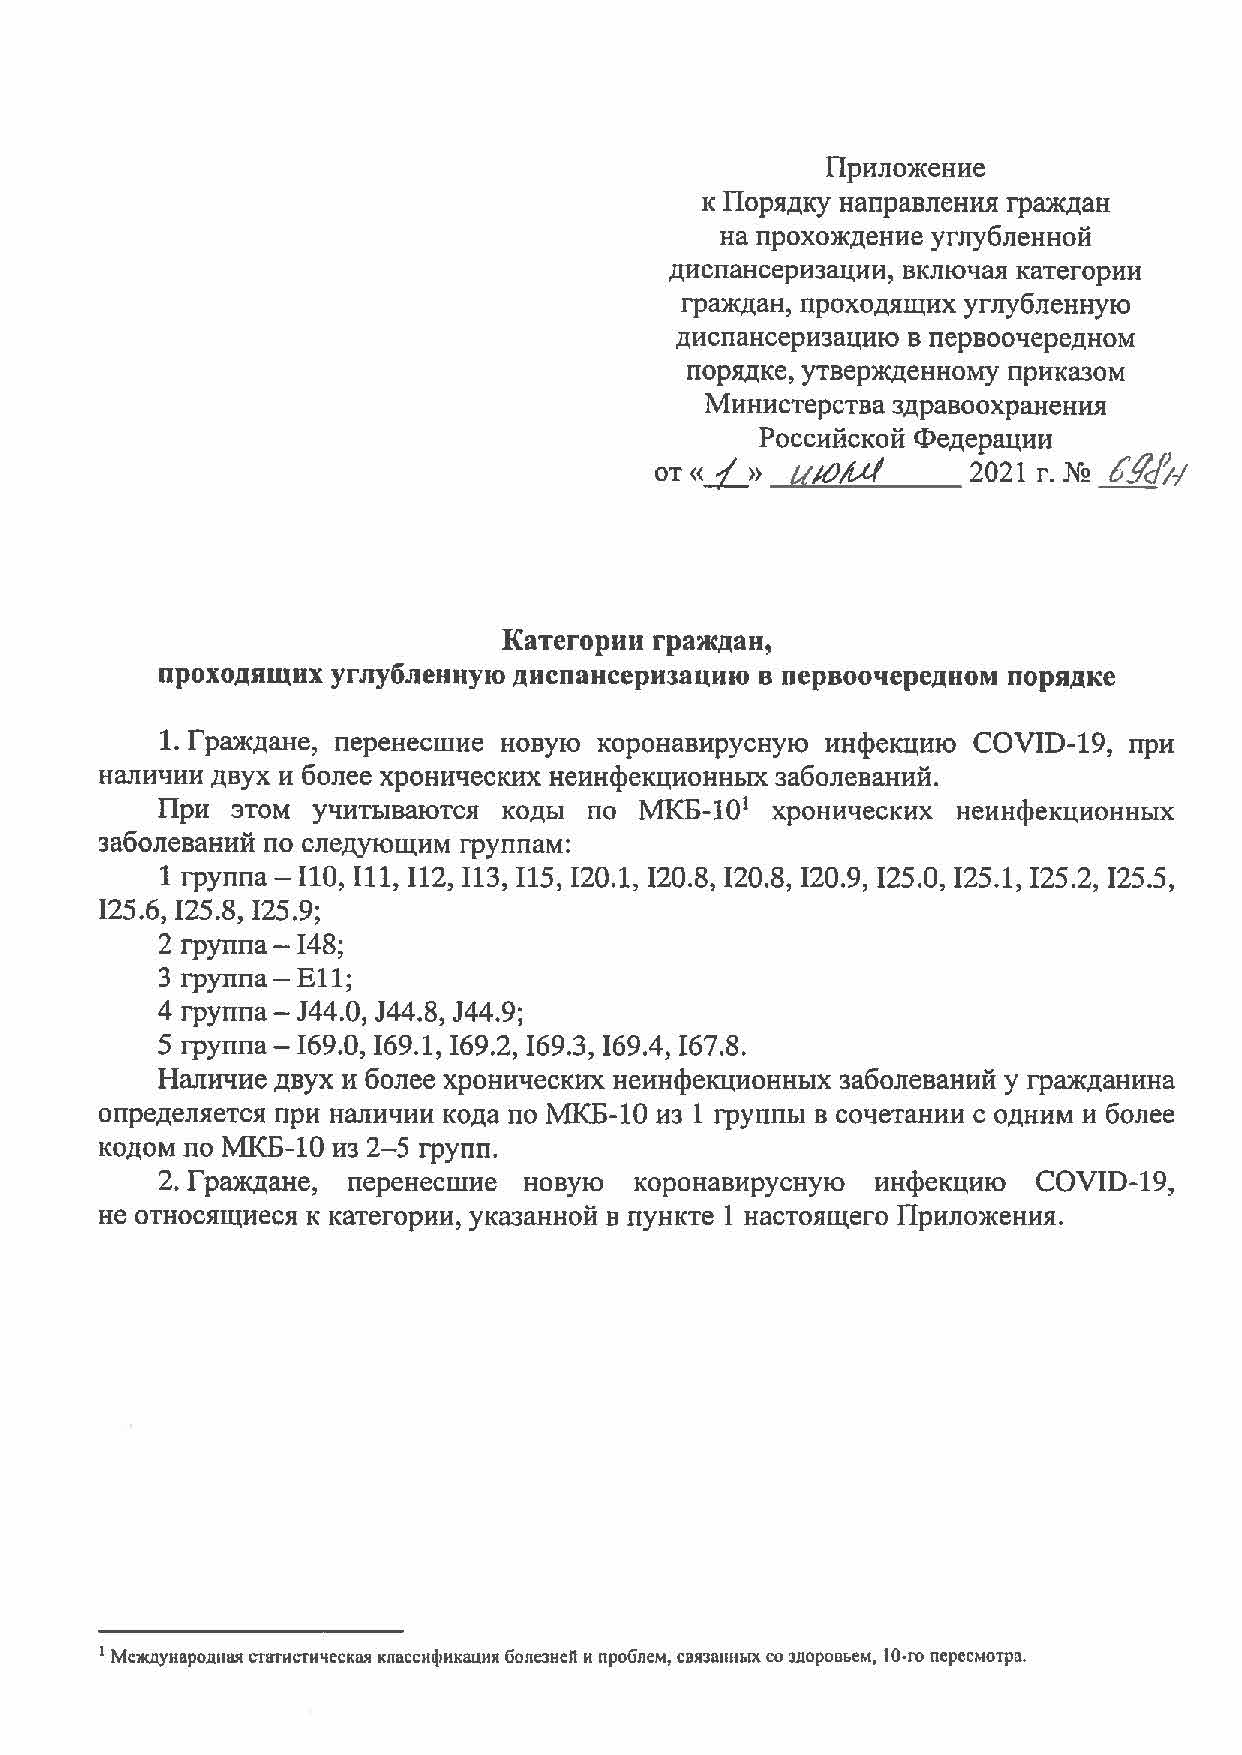 Приложение
к Порядку направления граждан
на прохождение углубленной
диспансеризации, включая категории
граждан, проходящих углубленную
диспансеризацию в первоочередном
порядке, утвержденному приказом
Министерства здравоохранения
Российской Федерации
от «1» июля 2021 г. № 698н
Категории граждан,
проходящих углубленную диспансеризацию в первоочередном порядке
1. Граждане, перенесшие новую коронавирусную инфекцию COVID-19, при
наличии двух и более хронических неинфекционных заболеваний.
При этом учитываются коды по МКБ-10¹ хронических неинфекционных
заболеваний по следующим группам:
1 группа – I10, I11, I12, I13, I15, I20.1, I20.8, I20.8, I20.9, I25.0, I25.1, I25.2, I25.5,
I25.6, I25.8, I25.9;
2 группа – I48;
3 группа – E11;
4 группа – J44.0, J44.8, J44.9;
5 группа – I69.0, I69.1, I69.2, I69.3, I69.4, I67.8.
Наличие двух и более хронических неинфекционных заболеваний у гражданина
определяется при наличии кода по МКБ-10 из 1 группы в сочетании с одним и более
кодом по МКБ-10 из 2–5 групп.
2. Граждане, перенесшие новую коронавирусную инфекцию COVID-19,
не относящиеся к категории, указанной в пункте 1 настоящего Приложения.
¹ Международная статистическая классификация болезней и проблем, связанных со здоровьем, 10-го пересмотра.